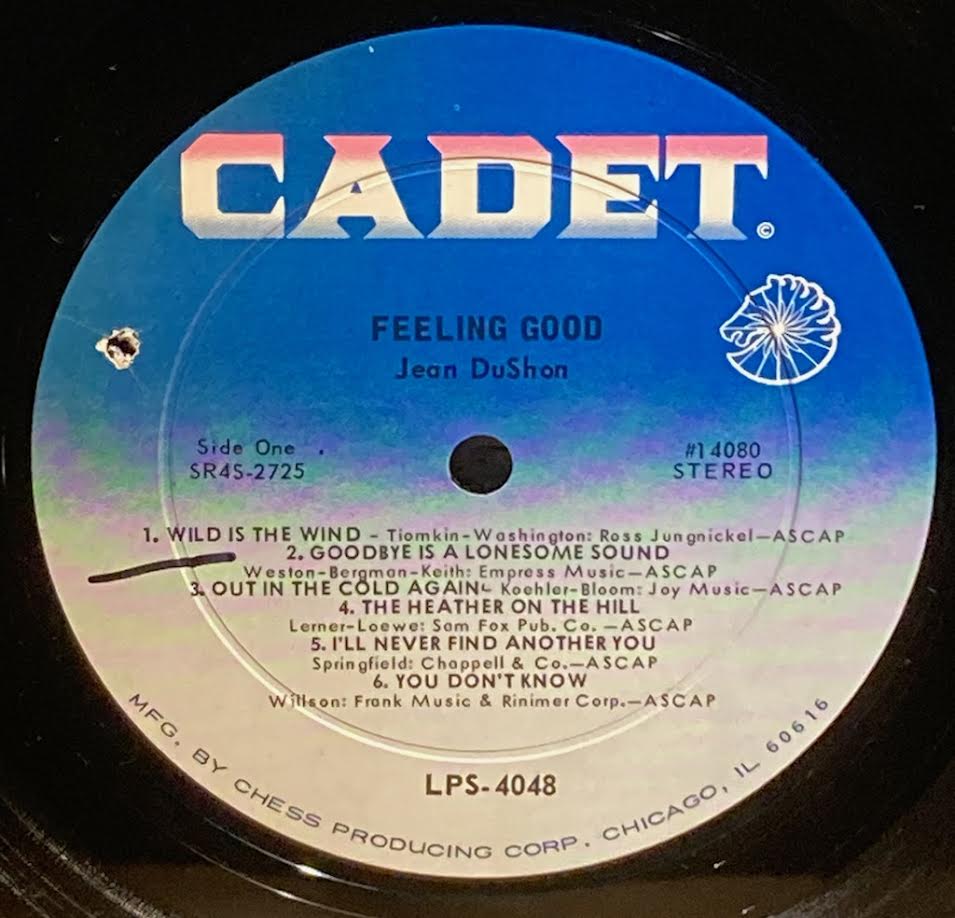 CADET
©
FEELING GOOD
Jean DuShon
Side One
SR4S-2725
#14080
STEREO
1. WILD IS THE WIND - Tiomkin-Washington: Ross Jungnickel—ASCAP
2. GOODBYE IS A LONESOME SOUND
Weston-Bergman-Keith: Empress Music—ASCAP
3. OUT IN THE COLD AGAIN- Koehler-Bloom: Joy Music—ASCAP
4. THE HEATHER ON THE HILL
Lerner-Loewe: Sam Fox Pub. Co. —ASCAP
5. I'LL NEVER FIND ANOTHER YOU
Springfield: Chappell & Co.—ASCAP
6. YOU DON'T KNOW
Willson: Frank Music & Rinimer Corp.—ASCAP
LPS-4048
MFG. BY CHESS PRODUCING CORP. CHICAGO, IL 60616